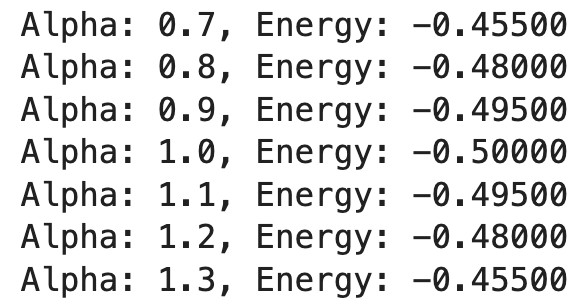 Alpha: 0.7, Energy: -0.45500
Alpha: 0.8, Energy: -0.48000
Alpha: 0.9, Energy: -0.49500
Alpha: 1.0, Energy: -0.50000
Alpha: 1.1, Energy: -0.49500
Alpha: 1.2, Energy: -0.48000
Alpha: 1.3, Energy: -0.45500